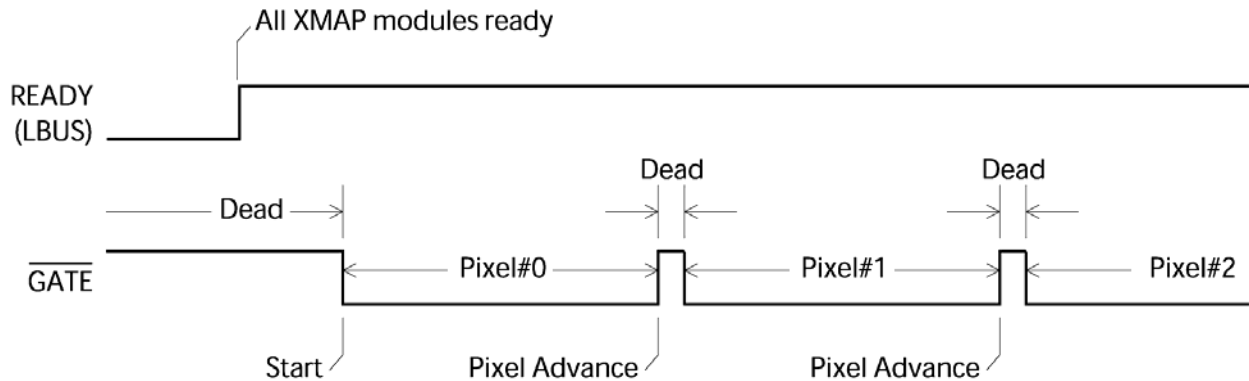 All XMAP modules ready
READY
(LBUS)
Dead
Dead
Dead
GATE
Pixel#0
Pixel#1
Pixel#2
Start
Pixel Advance
Pixel Advance